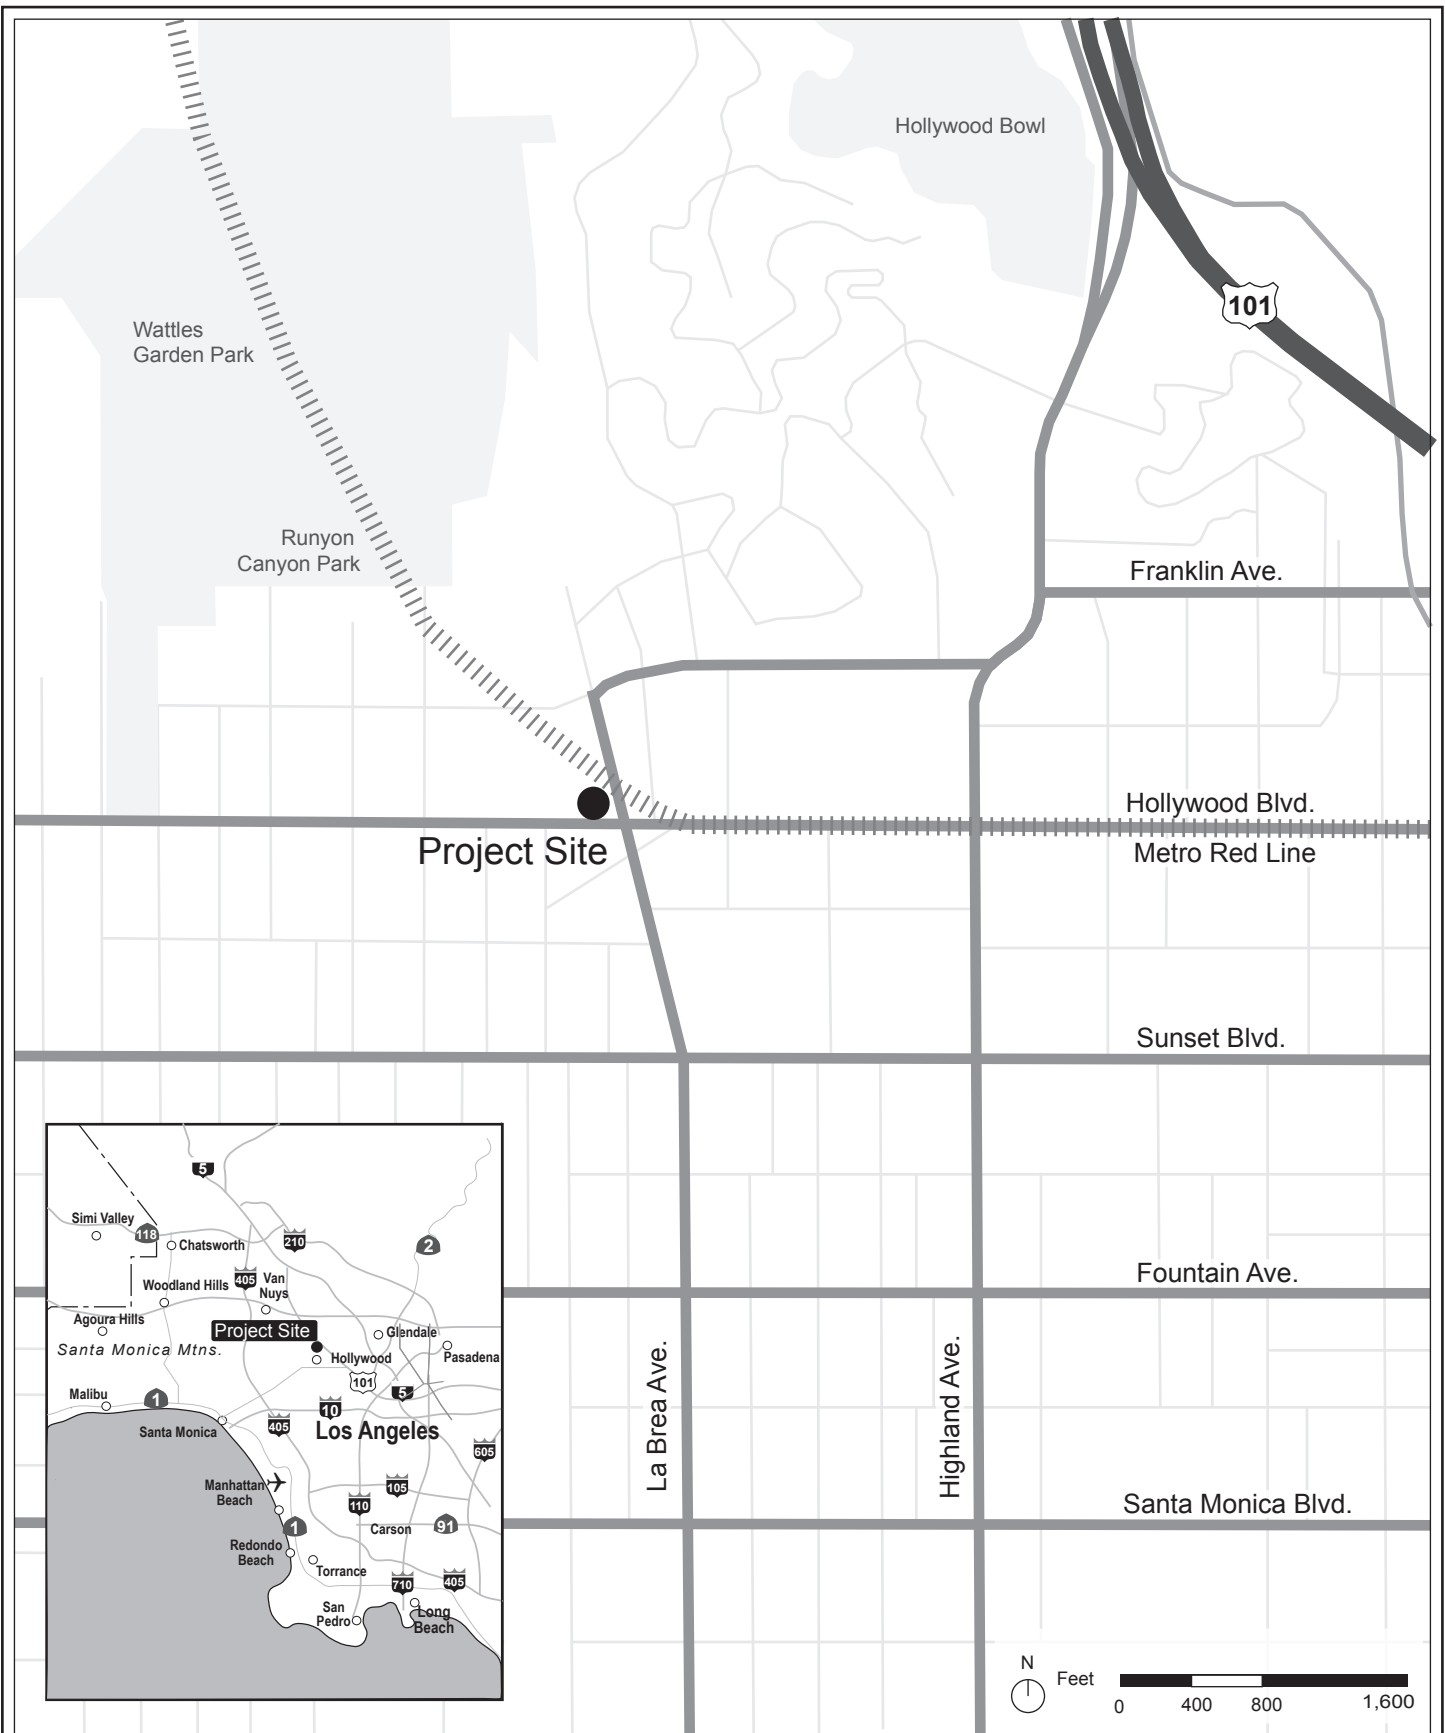 Hollywood Bowl
101
Wattles
Garden Park
Runyon
Canyon Park
Franklin Ave.
Hollywood Blvd.
Project Site
Metro Red Line
Sunset Blvd.
Fountain Ave.
La Brea Ave.
Highland Ave.
Santa Monica Blvd.
5
Simi Valley
118
Chatsworth
210
2
Woodland Hills
405
Van
Nuys
Agoura Hills
Project Site
Glendale
Santa Monica Mtns.
Hollywood
Pasadena
101
5
Malibu
1
10
Santa Monica
405
Los Angeles
605
Manhattan
Beach
105
110
1
Carson
91
Redondo
Beach
Torrance
710
405
San
Pedro
Long
Beach
N
Feet
0
400
800
1,600